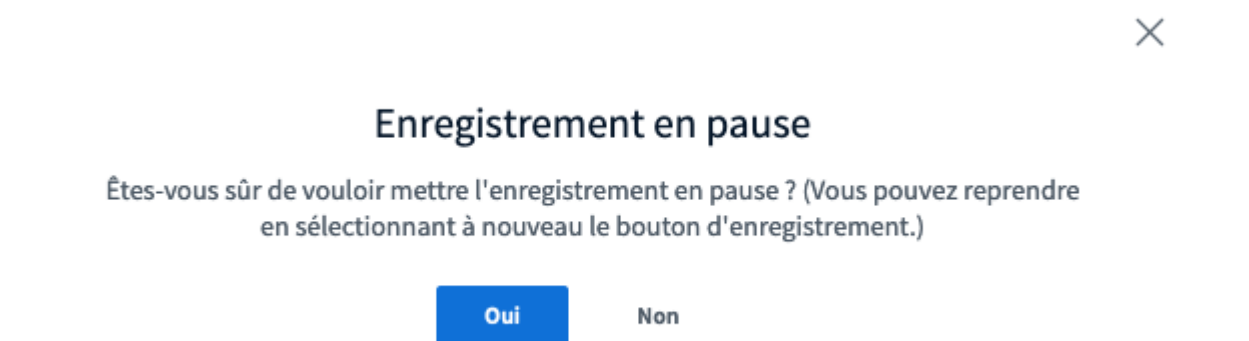 Enregistrement en pause
Êtes-vous sûr de vouloir mettre l'enregistrement en pause ? (Vous pouvez reprendre
en sélectionnant à nouveau le bouton d'enregistrement.)
Oui Non